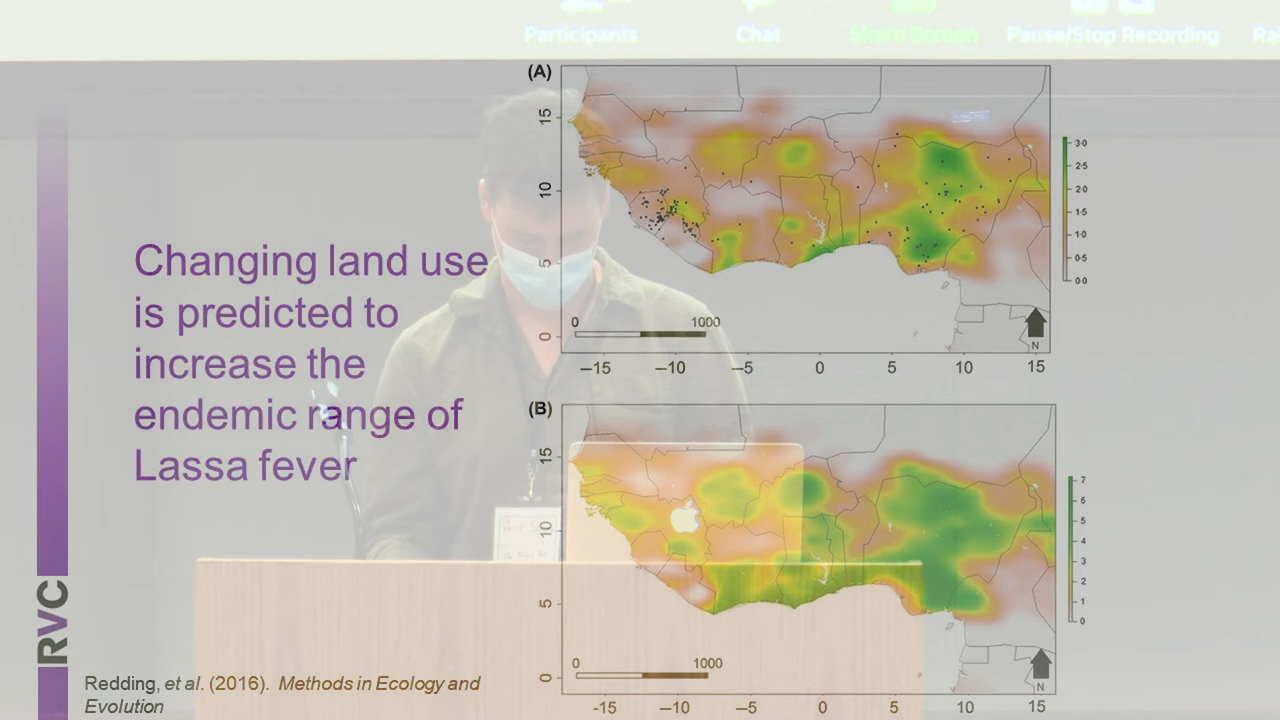 Participants
Chat
Share Screen
Pause/Stop Recording
(A)
15
10
5
0
3·0
2·5
2·0
1·5
1·0
0·5
0·0
0
1000
N
–15
–10
–5
0
5
10
15
Changing land use
is predicted to
increase the
endemic range of
Lassa fever
(B)
15
10
5
0
7
6
5
4
3
2
1
0
0
1000
N
-15
–10
–5
0
5
10
15
RVC
Redding, et al. (2016). Methods in Ecology and
Evolution